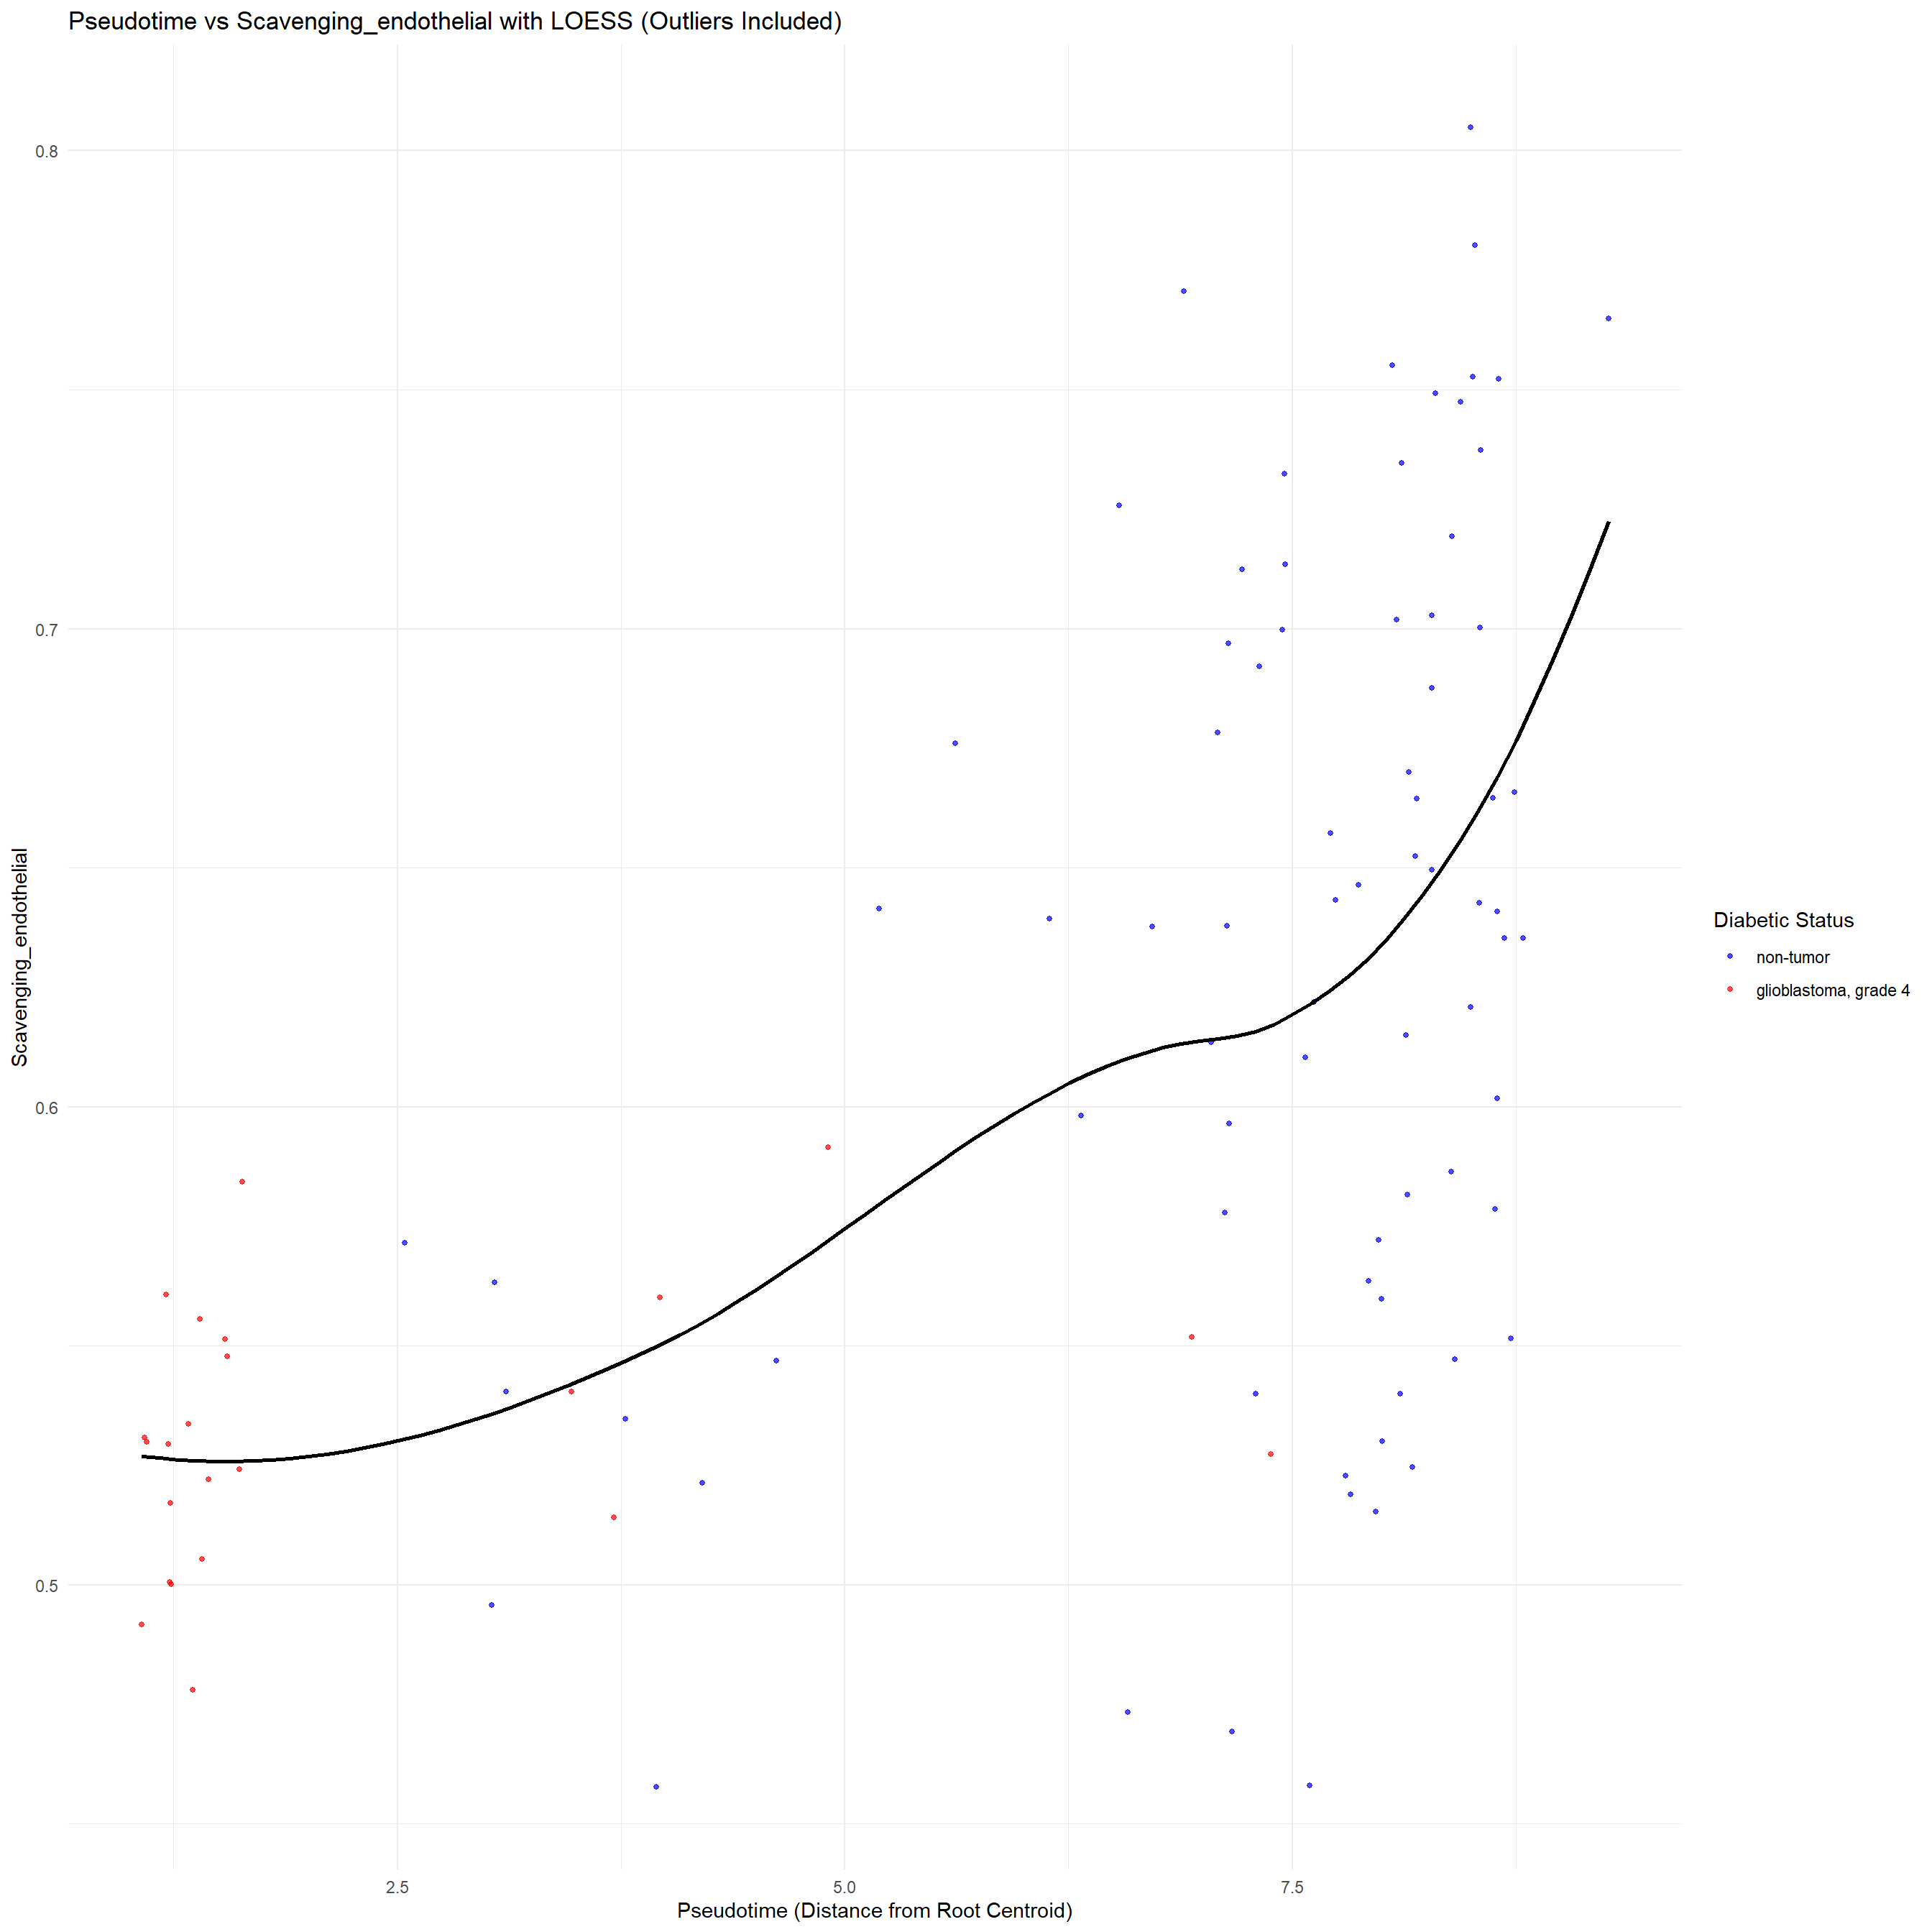 Pseudotime vs Scavenging_endothelial with LOESS (Outliers Included)
0.8
0.7
0.6
0.5
Scavenging_endothelial
2.5
5.0
7.5
Pseudotime (Distance from Root Centroid)
Diabetic Status
non-tumor
glioblastoma, grade 4